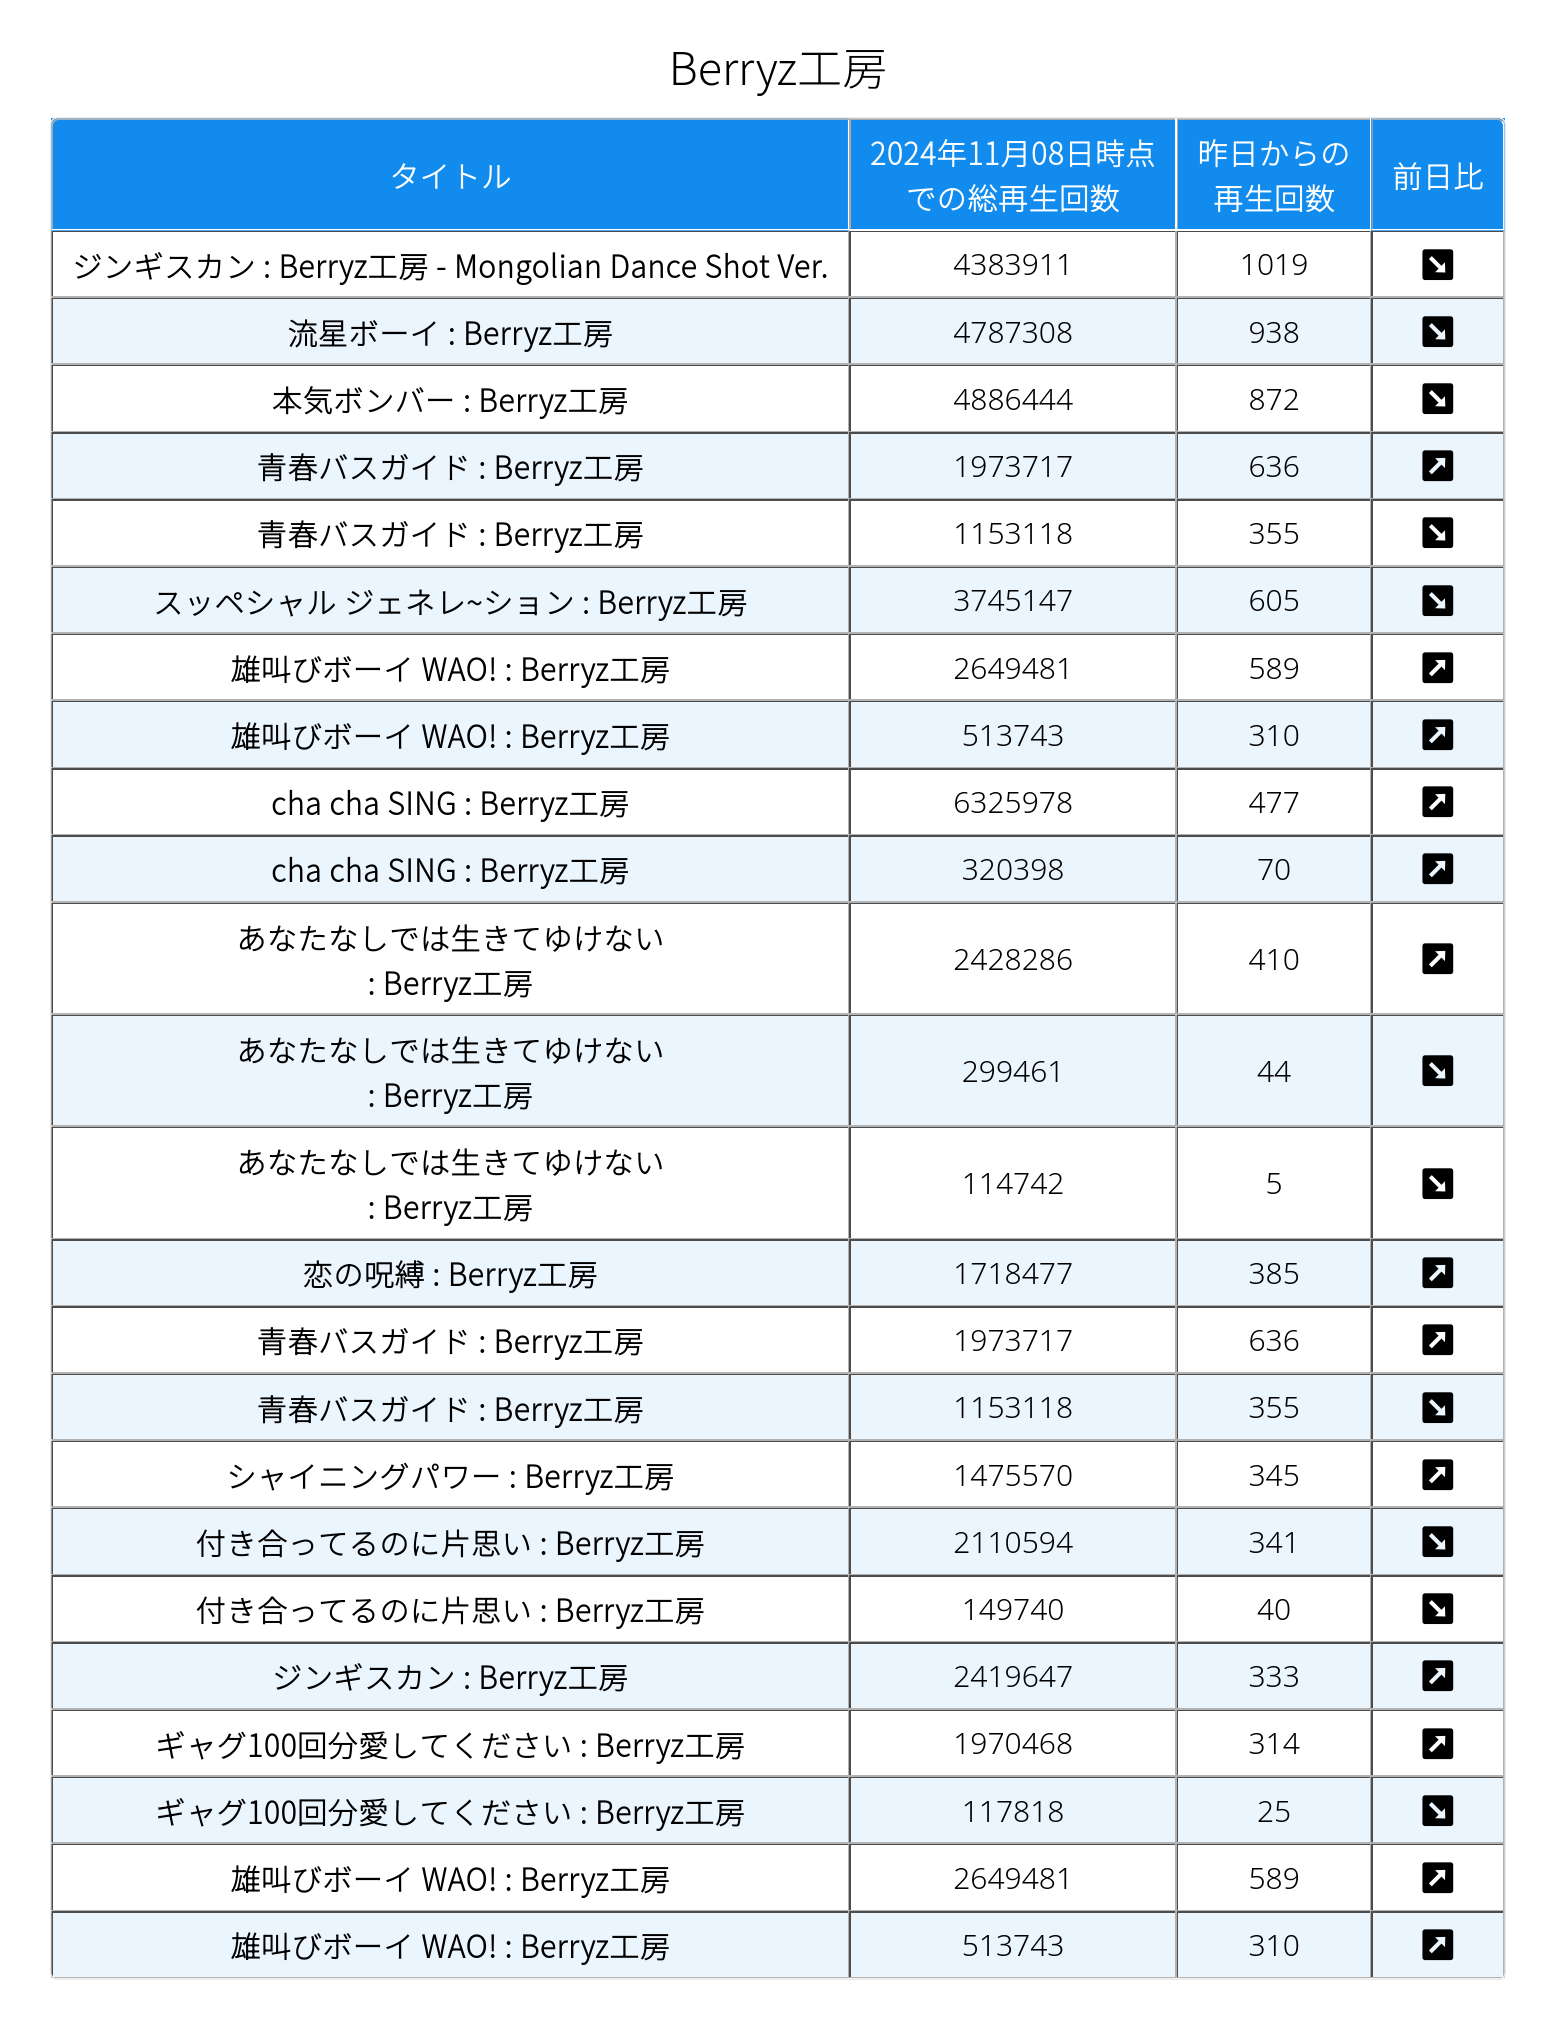 Berryz工房
タイトル
2024年11月08日時点
での総再生回数
昨日からの
再生回数
前日比
ジンギスカン : Berryz工房 - Mongolian Dance Shot Ver. 4383911 1019
流星ボーイ : Berryz工房 4787308 938
本気ボンバー : Berryz工房 4886444 872
青春バスガイド : Berryz工房 1973717 636
青春バスガイド : Berryz工房 1153118 355
スッペシャル ジェネレ~ション : Berryz工房 3745147 605
雄叫びボーイ WAO! : Berryz工房 2649481 589
雄叫びボーイ WAO! : Berryz工房 513743 310
cha cha SING : Berryz工房 6325978 477
cha cha SING : Berryz工房 320398 70
あなたなしでは生きてゆけない
: Berryz工房 2428286 410
あなたなしでは生きてゆけない
: Berryz工房 299461 44
あなたなしでは生きてゆけない
: Berryz工房 114742 5
恋の呪縛 : Berryz工房 1718477 385
青春バスガイド : Berryz工房 1973717 636
青春バスガイド : Berryz工房 1153118 355
シャイニングパワー : Berryz工房 1475570 345
付き合ってるのに片思い : Berryz工房 2110594 341
付き合ってるのに片思い : Berryz工房 149740 40
ジンギスカン : Berryz工房 2419647 333
ギャグ100回分愛してください : Berryz工房 1970468 314
ギャグ100回分愛してください : Berryz工房 117818 25
雄叫びボーイ WAO! : Berryz工房 2649481 589
雄叫びボーイ WAO! : Berryz工房 513743 310